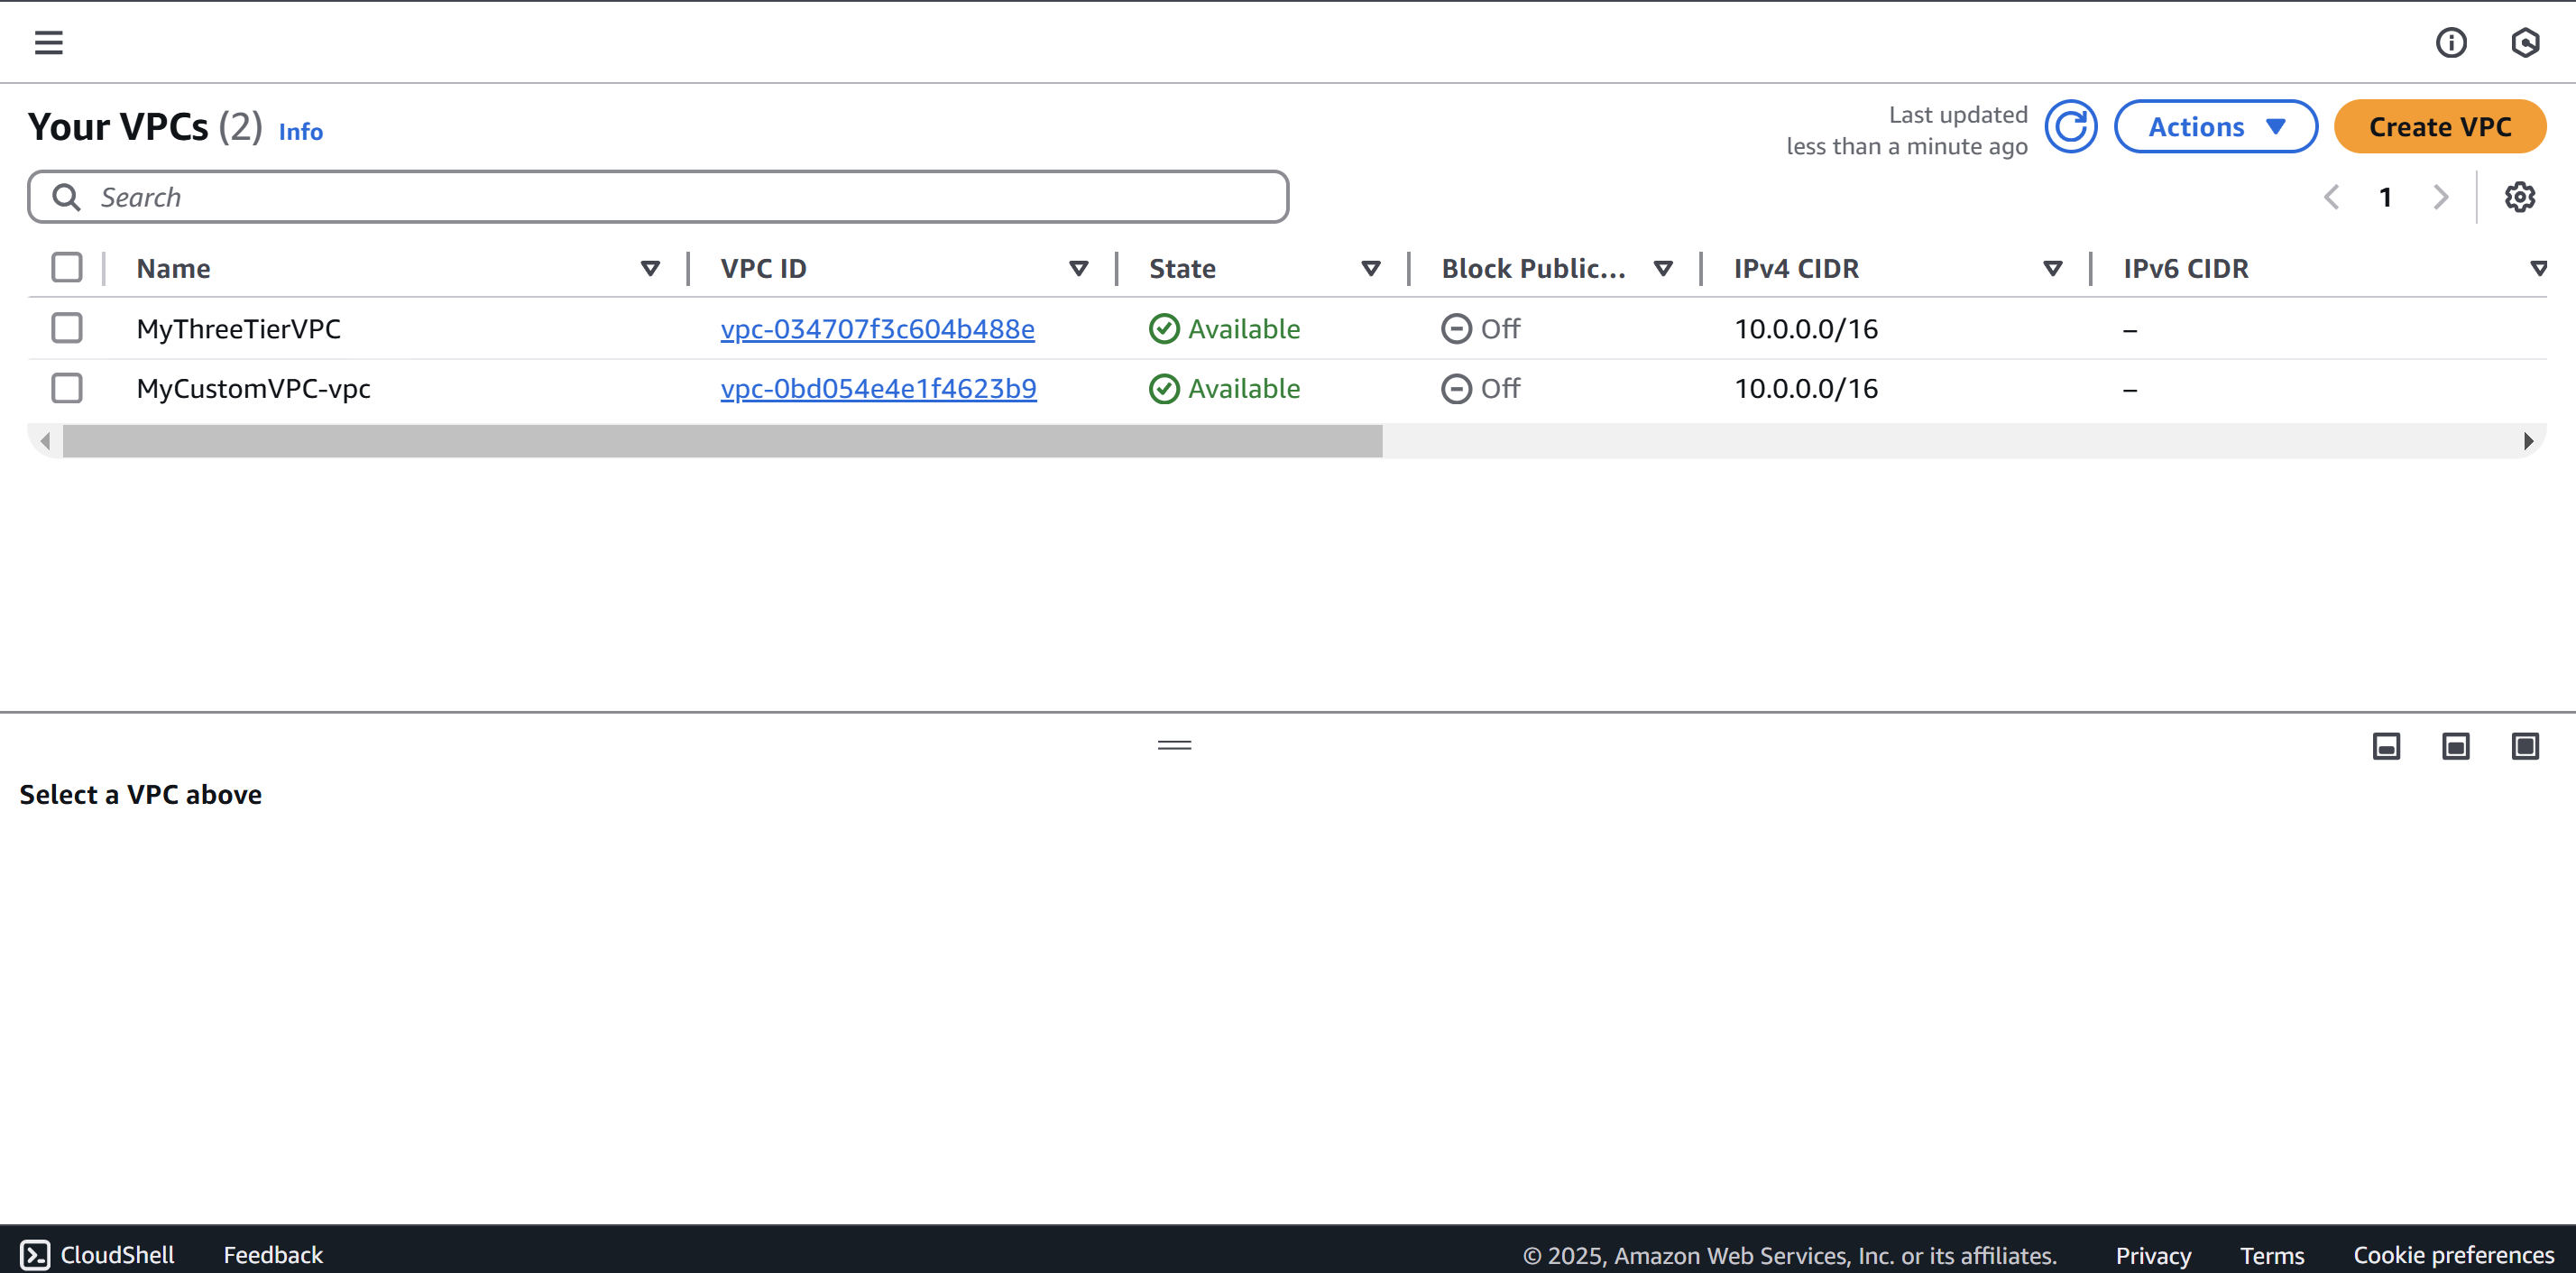 Your VPCs (2) Info
Last updated
less than a minute ago
Actions
Create VPC
Search
1
Name VPC ID State Block Public... IPv4 CIDR IPv6 CIDR
MyThreeTierVPC vpc-034707f3c604b488e Available Off 10.0.0.0/16 –
MyCustomVPC-vpc vpc-0bd054e4e1f4623b9 Available Off 10.0.0.0/16 –
Select a VPC above
CloudShell Feedback © 2025, Amazon Web Services, Inc. or its affiliates. Privacy Terms Cookie preferences